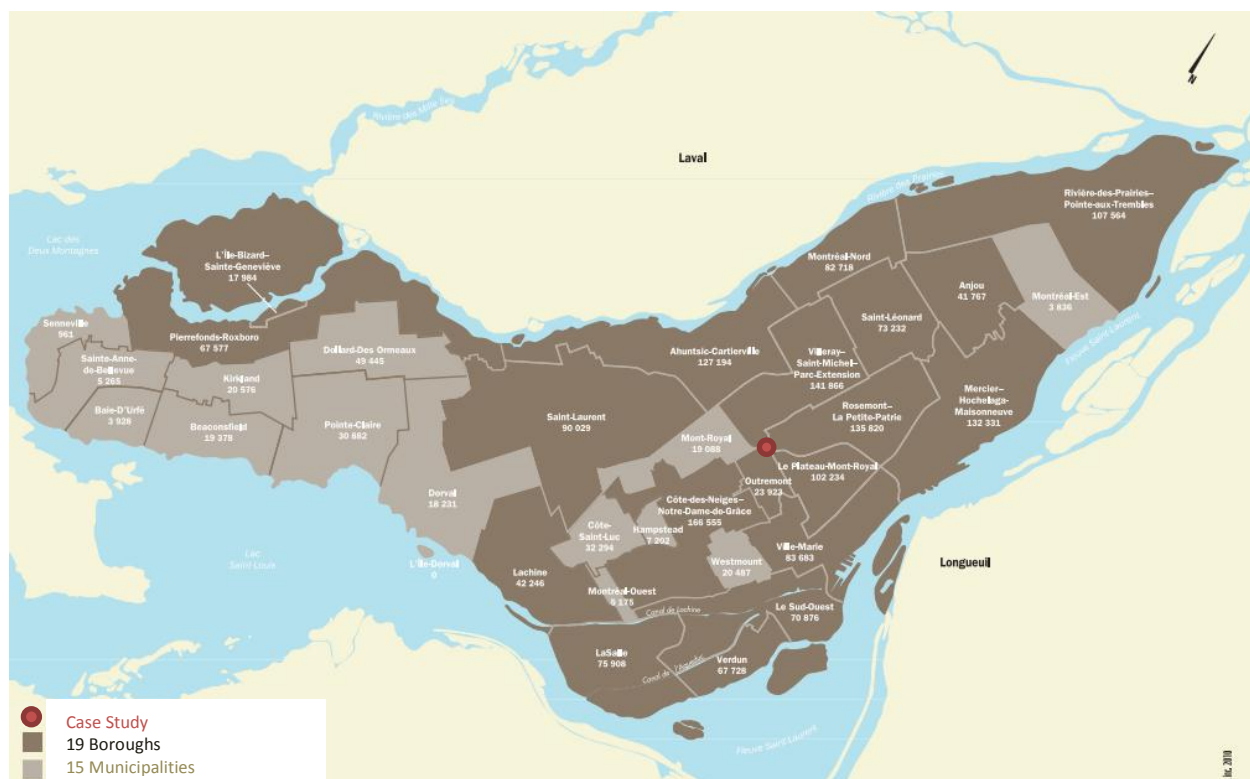 N
Rivière des Mille Îles
Laval
Rivière des Prairies
Rivière-des-Prairies–
Pointe-aux-Trembles
107 564
Lac des
Deux Montagnes
L'Île-Bizard–
Sainte-Geneviève
17 984
Montréal-Nord
82 718
Anjou
41 767
Montréal-Est
3 836
Saint-Léonard
73 232
Fleuve Saint Laurent
Senneville
961
Pierrefonds-Roxboro
67 577
Dollard-Des Ormeaux
49 445
Ahuntsic-Cartierville
127 194
Villeray–
Saint-Michel–
Parc-Extension
141 866
Sainte-Anne-
de-Bellevue
5 265
Kirkland
20 576
Mercier–
Hochelaga-
Maisonneuve
132 331
Baie-D'Urfé
3 926
Beaconsfield
19 378
Pointe-Claire
30 862
Saint-Laurent
90 029
Mont-Royal
19 088
Rosemont–
La Petite-Patrie
135 820
Le Plateau-Mont-Royal
102 234
Outremont
23 923
Dorval
18 231
Côte-des-Neiges–
Notre-Dame-de-Grâce
166 555
Côte-
Saint-Luc
32 294
Hampstead
7 202
Ville-Marie
83 683
Westmount
20 487
Lac
Saint Louis
L'Île-Dorval
0
Lachine
42 246
Montréal-Ouest
5 175
Longueuil
Canal de Lachine
Le Sud-Ouest
70 876
LaSalle
75 908
Canal de l'Aqueduc
Verdun
67 728
Fleuve Saint Laurent
Case Study
19 Boroughs
15 Municipalities
2010